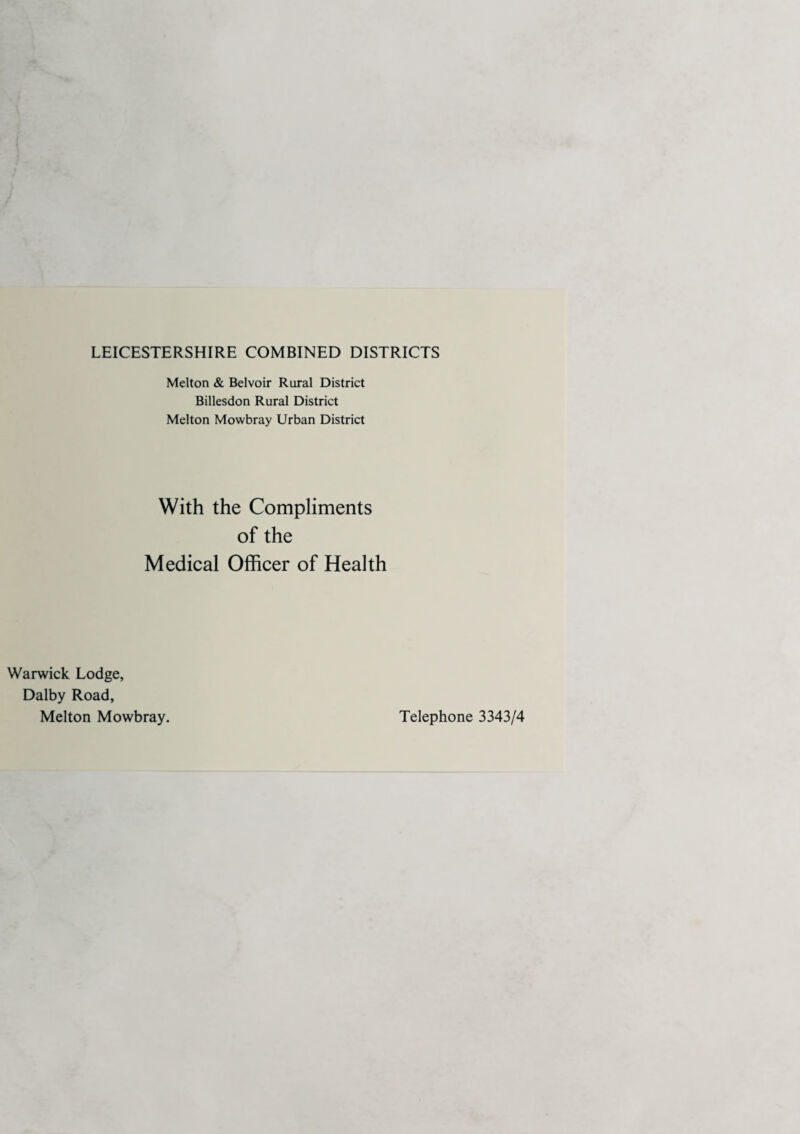 LEICESTERSHIRE COMBINED DISTRICTS
Melton & Belvoir Rural District
Billesdon Rural District
Melton Mowbray Urban District
With the Compliments
of the
Medical Officer of Health
Warwick Lodge,
Dalby Road,
Melton Mowbray.
Telephone 3343/4